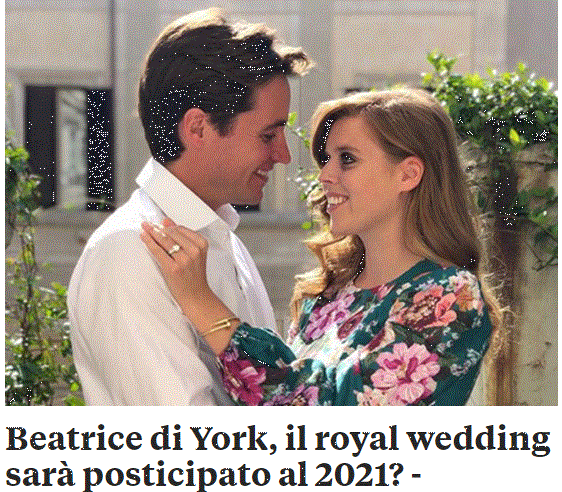 Beatrice di York, il royal wedding
sarà posticipato al 2021? -